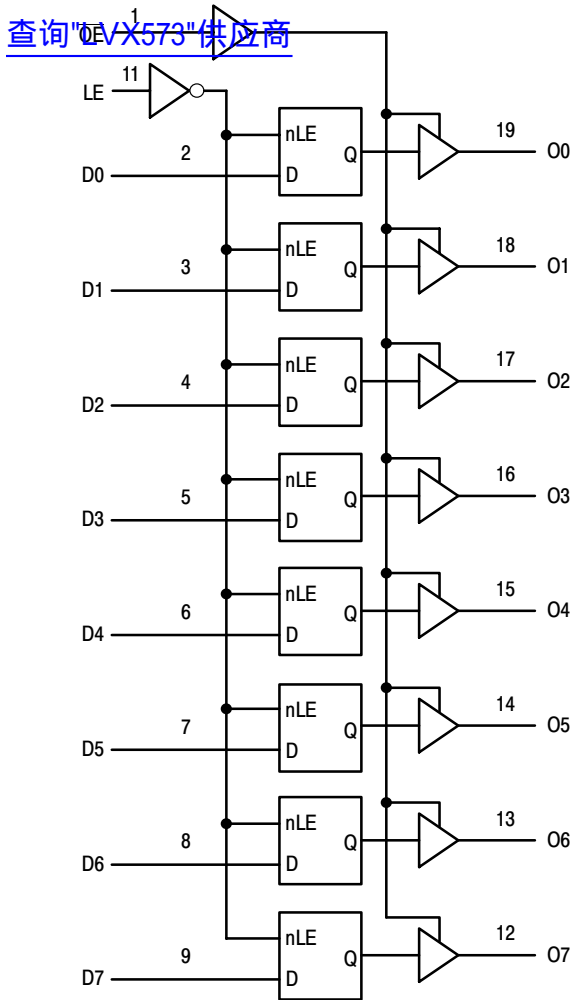 1
查询"LVX573"供应商
OE
11
LE
2
nLE
Q
19
O0
D0
D
3
nLE
Q
18
O1
D1
D
4
nLE
Q
17
O2
D2
D
5
nLE
Q
16
O3
D3
D
6
nLE
Q
15
O4
D4
D
7
nLE
Q
14
O5
D5
D
8
nLE
Q
13
O6
D6
D
9
nLE
Q
12
O7
D7
D